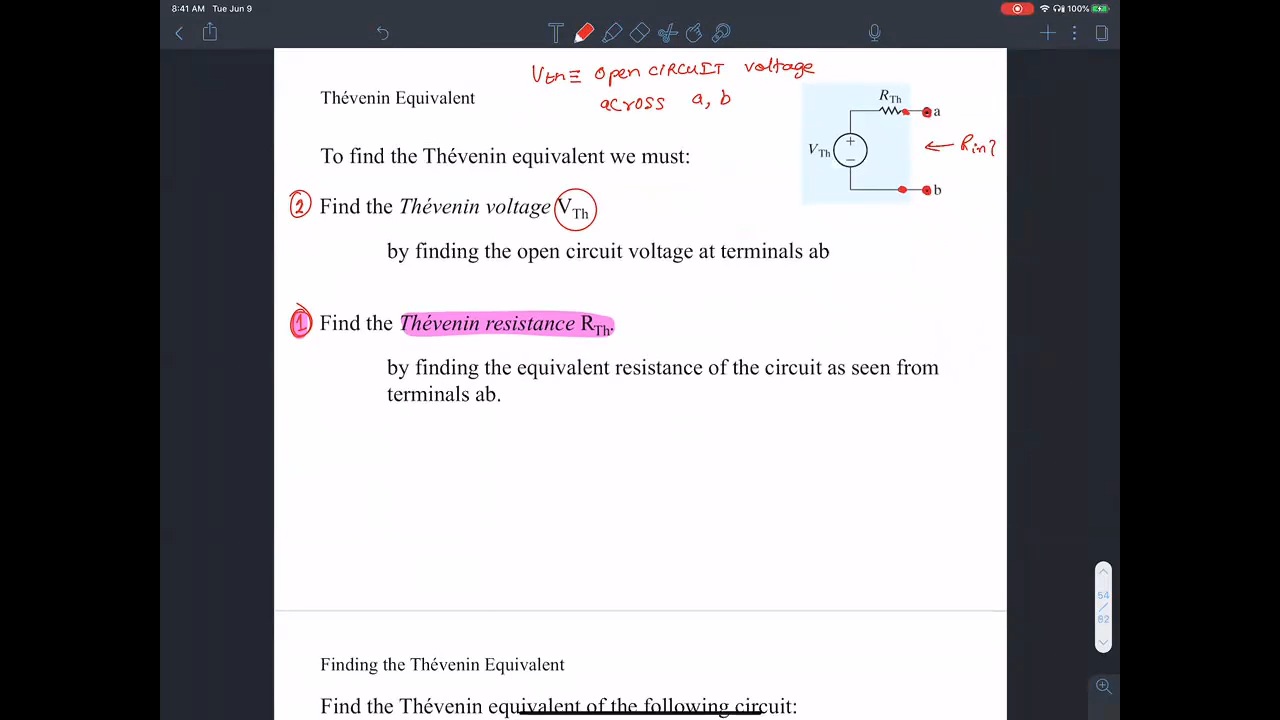 8:41 AM Tue Jun 9
100%
Vth ≡ open CIRCUIT voltage
across a, b
Thévenin Equivalent
RTh
a
VTh
+
−
← Rin?
b
To find the Thévenin equivalent we must:
2 Find the Thévenin voltage VTh
by finding the open circuit voltage at terminals ab
1 Find the Thévenin resistance RTh.
by finding the equivalent resistance of the circuit as seen from
terminals ab.
54
/
82
Finding the Thévenin Equivalent
Find the Thévenin equivalent of the following circuit: